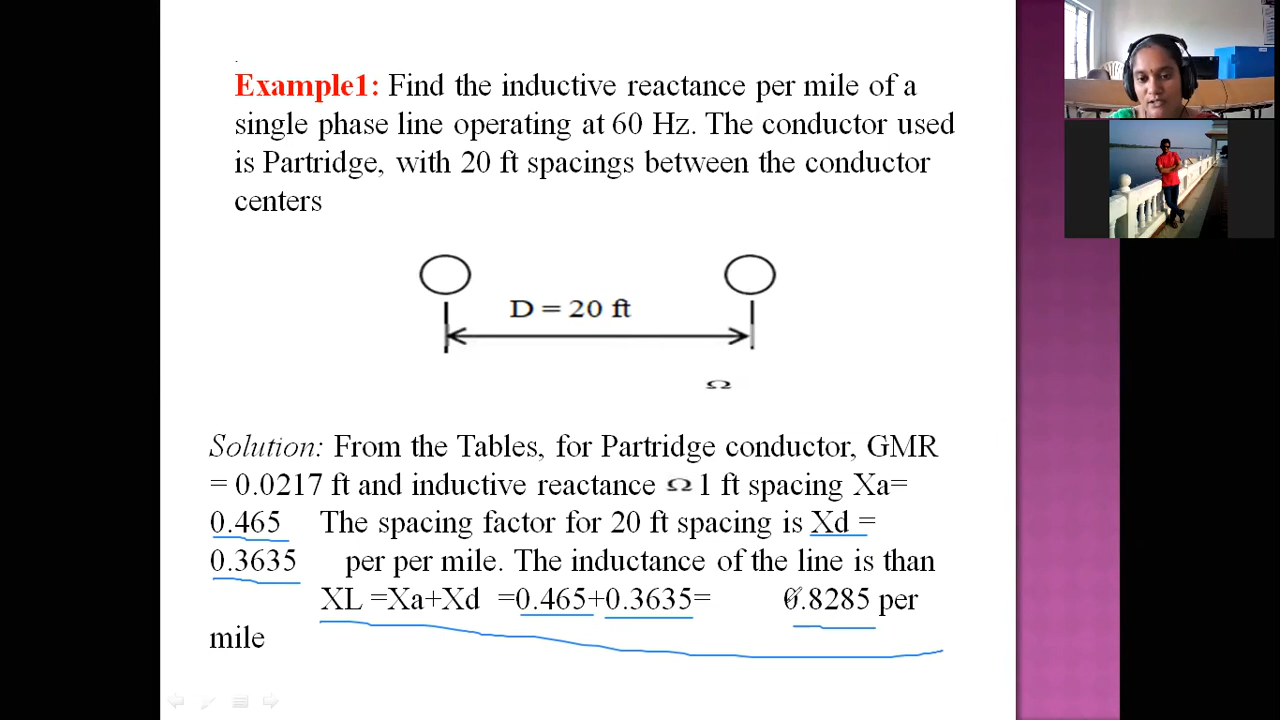 Example1: Find the inductive reactance per mile of a
single phase line operating at 60 Hz. The conductor used
is Partridge, with 20 ft spacings between the conductor
centers
D = 20 ft
Ω
Solution: From the Tables, for Partridge conductor, GMR
= 0.0217 ft and inductive reactance Ω 1 ft spacing Xa=
0.465 The spacing factor for 20 ft spacing is Xd =
0.3635 per per mile. The inductance of the line is than
XL =Xa+Xd =0.465+0.3635= 0.8285 per
mile